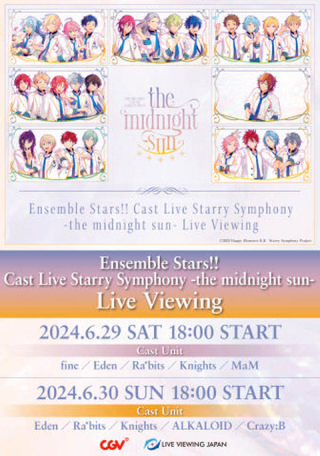 the
midnight
sun
Ensemble Stars!! Cast Live Starry Symphony
-the midnight sun- Live Viewing
Ensemble Stars!!
Cast Live Starry Symphony -the midnight sun-
Live Viewing
2024.6.29 SAT 18:00 START
Cast Unit
fine／Eden／Ra*bits／Knights／MaM
2024.6.30 SUN 18:00 START
Cast Unit
Eden／Ra*bits／Knights／ALKALOID／Crazy:B
CGV
LIVE VIEWING JAPAN